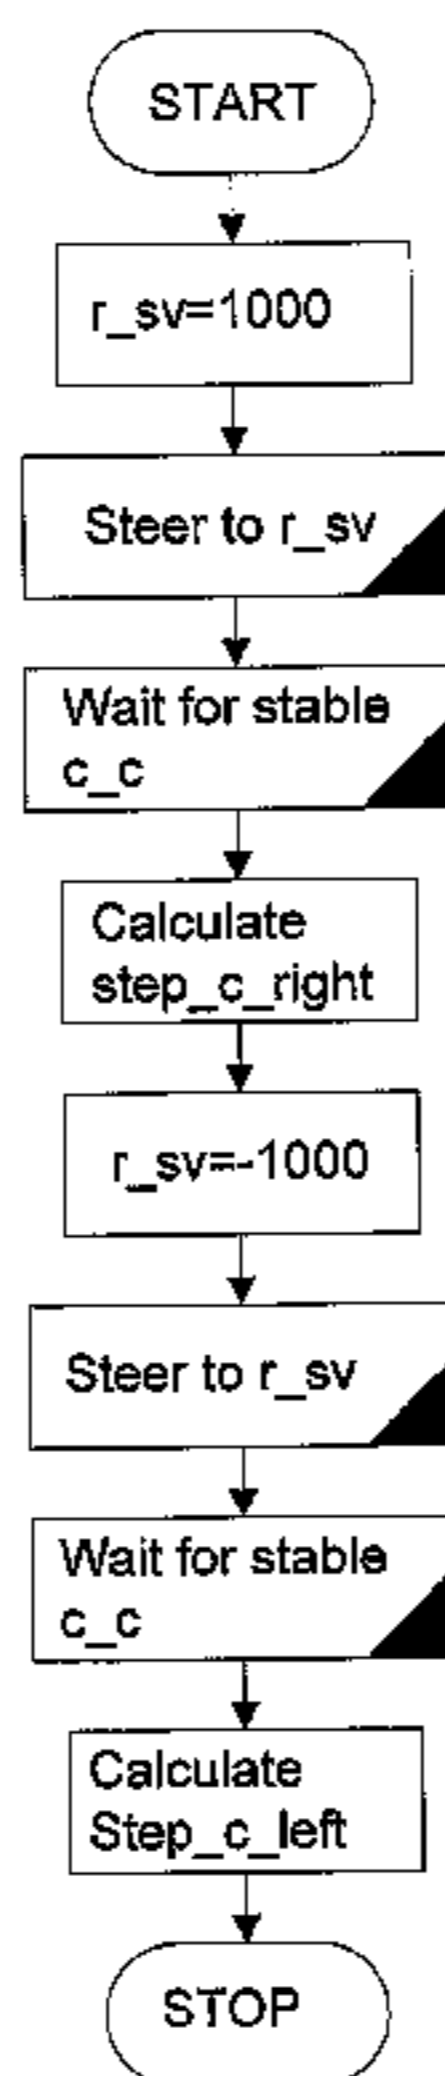 START
r_sv=1000
Steer to r_sv
Wait for stable
c_c
Calculate
step_c_right
r_sv=-1000
Steer to r_sv
Wait for stable
c_c
Calculate
Step_c_left
STOP